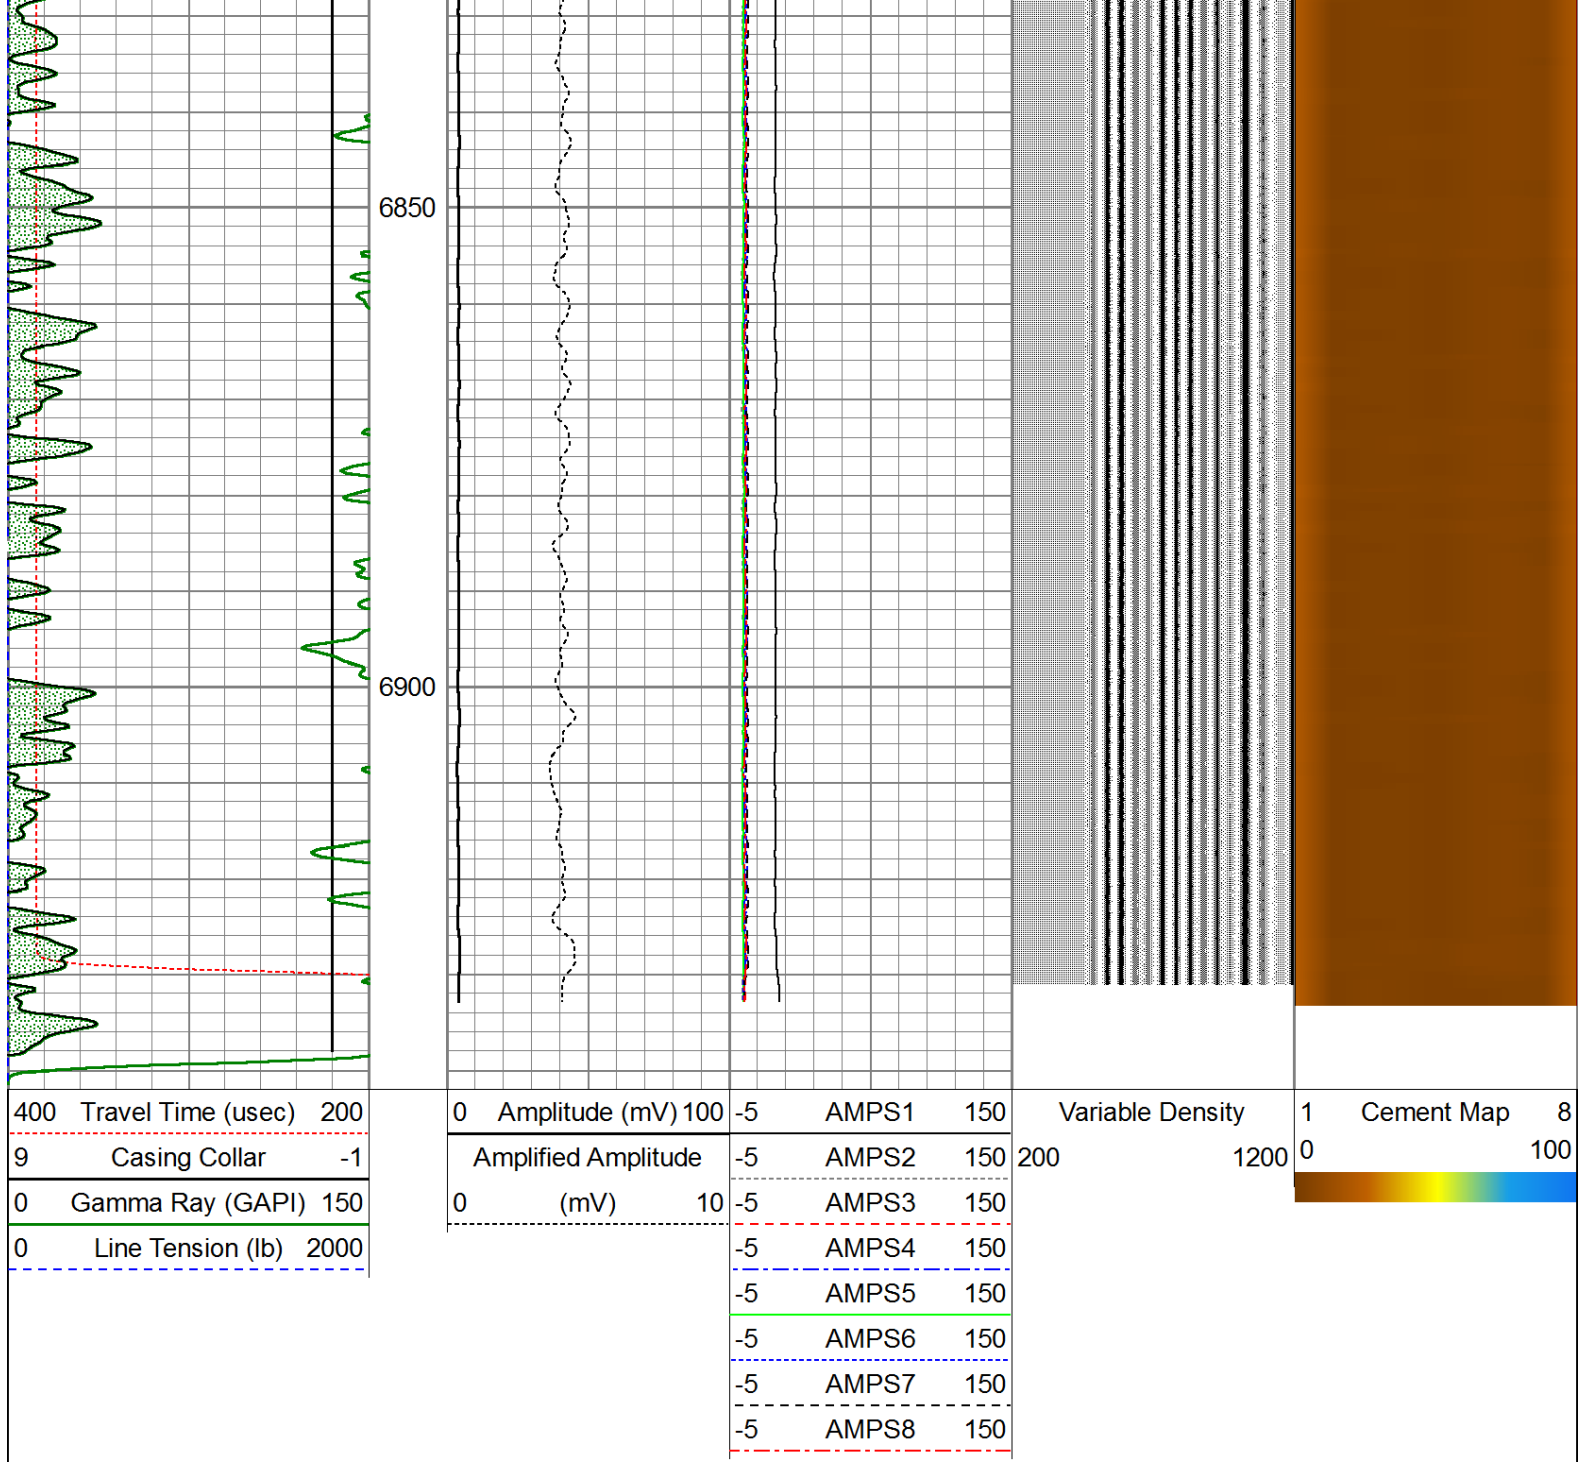 6850
6900
400 Travel Time (usec) 200
9 Casing Collar -1
0 Gamma Ray (GAPI) 150
0 Line Tension (lb) 2000
0 Amplitude (mV) 100
Amplified Amplitude
0 (mV) 10
-5 AMPS1 150
-5 AMPS2 150
-5 AMPS3 150
-5 AMPS4 150
-5 AMPS5 150
-5 AMPS6 150
-5 AMPS7 150
-5 AMPS8 150
Variable Density
200 1200
1 Cement Map 8
0 100